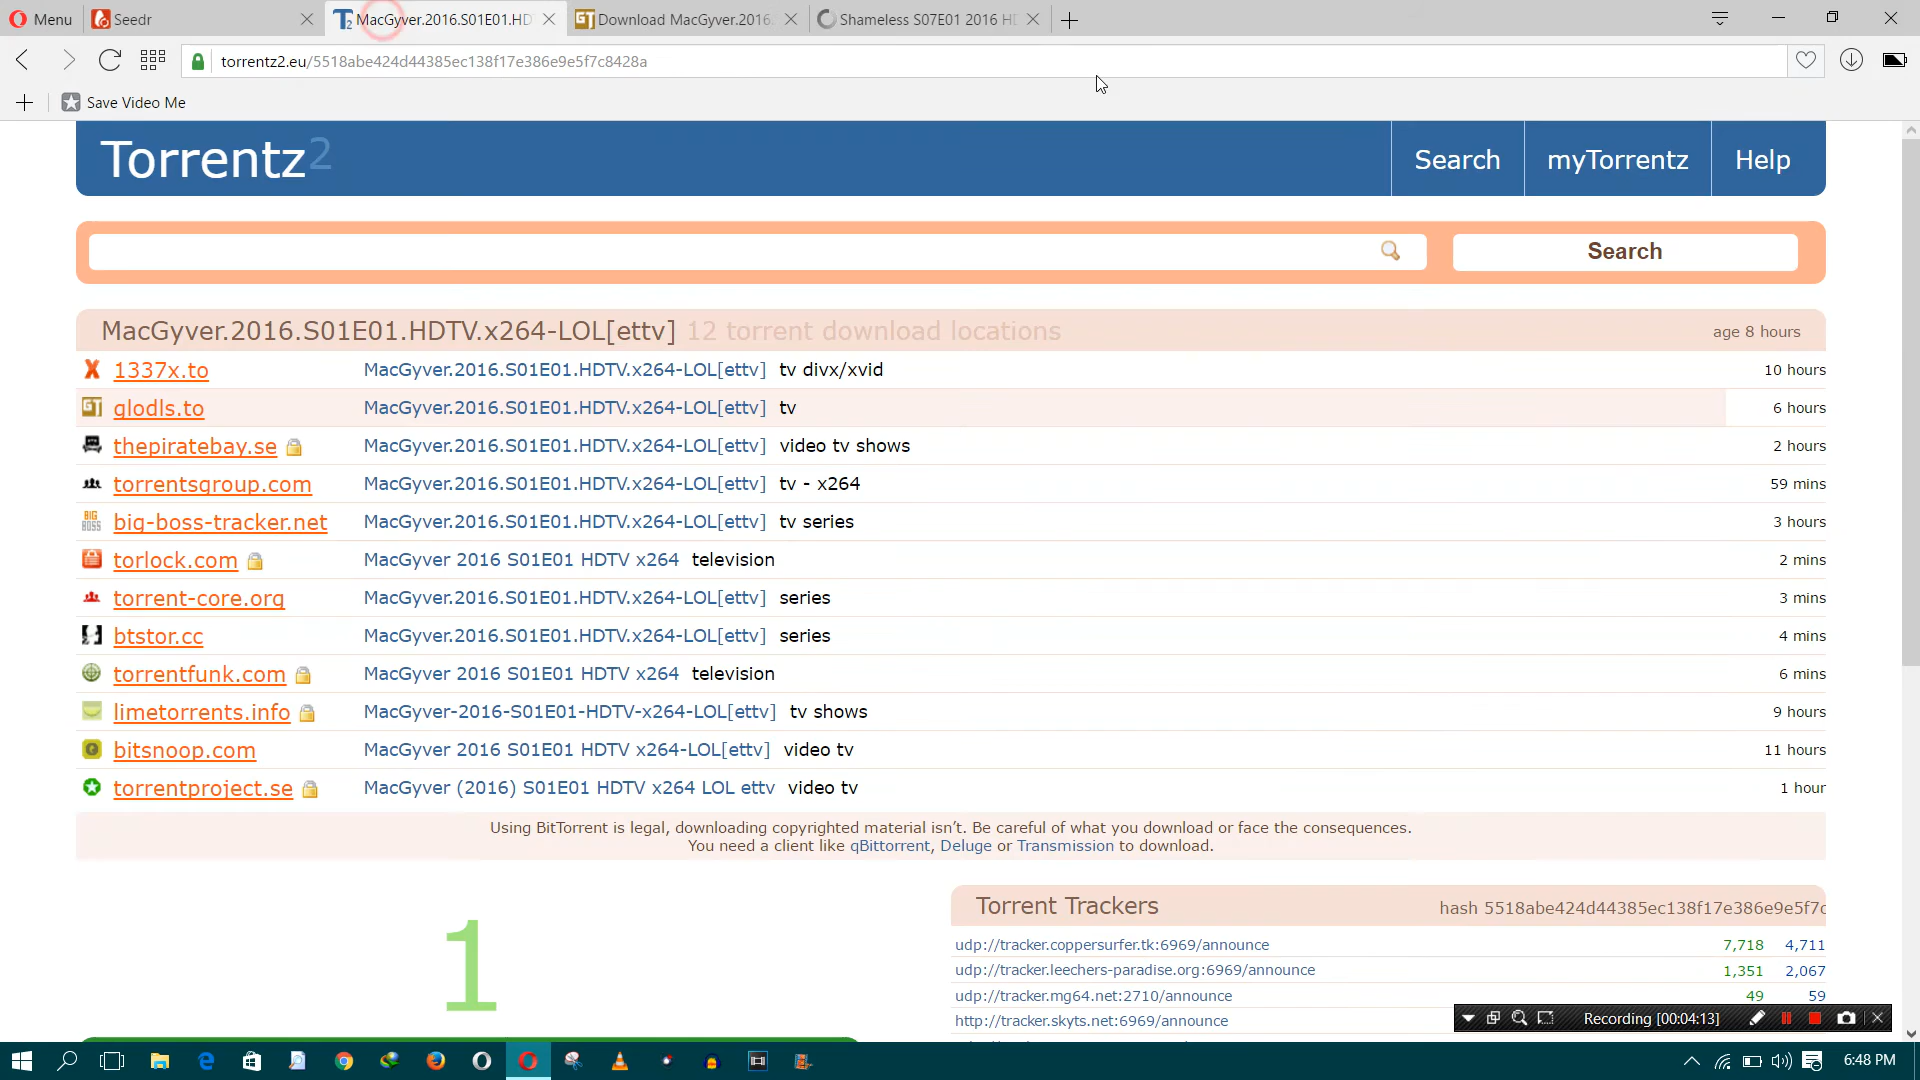 Menu
Seedr
MacGyver.2016.S01E01.HD
Download MacGyver.2016.
Shameless S07E01 2016 HD
torrentz2.eu/5518abe424d44385ec138f17e386e9e5f7c8428a
Save Video Me
Torrentz2
Search
myTorrentz
Help
Search
MacGyver.2016.S01E01.HDTV.x264-LOL[ettv] 12 torrent download locations
age 8 hours
1337x.to MacGyver.2016.S01E01.HDTV.x264-LOL[ettv] tv divx/xvid 10 hours
glodls.to MacGyver.2016.S01E01.HDTV.x264-LOL[ettv] tv 6 hours
thepiratebay.se MacGyver.2016.S01E01.HDTV.x264-LOL[ettv] video tv shows 2 hours
torrentsgroup.com MacGyver.2016.S01E01.HDTV.x264-LOL[ettv] tv - x264 59 mins
big-boss-tracker.net MacGyver.2016.S01E01.HDTV.x264-LOL[ettv] tv series 3 hours
torlock.com MacGyver 2016 S01E01 HDTV x264 television 2 mins
torrent-core.org MacGyver.2016.S01E01.HDTV.x264-LOL[ettv] series 3 mins
btstor.cc MacGyver.2016.S01E01.HDTV.x264-LOL[ettv] series 4 mins
torrentfunk.com MacGyver 2016 S01E01 HDTV x264 television 6 mins
limetorrents.info MacGyver-2016-S01E01-HDTV-x264-LOL[ettv] tv shows 9 hours
bitsnoop.com MacGyver 2016 S01E01 HDTV x264-LOL[ettv] video tv 11 hours
torrentproject.se MacGyver (2016) S01E01 HDTV x264 LOL ettv video tv 1 hour
Using BitTorrent is legal, downloading copyrighted material isn't. Be careful of what you download or face the consequences.
You need a client like qBittorrent, Deluge or Transmission to download.
1
Torrent Trackers
hash 5518abe424d44385ec138f17e386e9e5f7c
udp://tracker.coppersurfer.tk:6969/announce 7,718 4,711
udp://tracker.leechers-paradise.org:6969/announce 1,351 2,067
udp://tracker.mg64.net:2710/announce 49 59
http://tracker.skyts.net:6969/announce
Recording [00:04:13]
6:48 PM